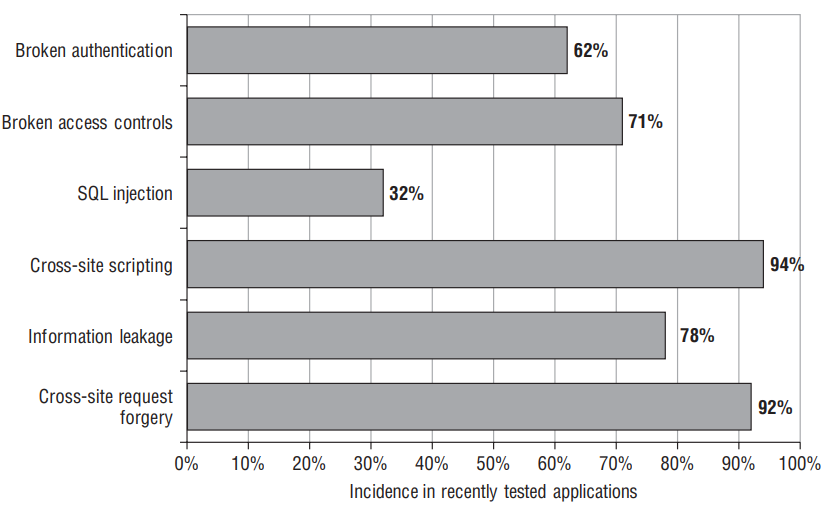 Broken authentication
62%
Broken access controls
71%
SQL injection
32%
Cross-site scripting
94%
Information leakage
78%
Cross-site request
forgery
92%
0% 10% 20% 30% 40% 50% 60% 70% 80% 90% 100%
Incidence in recently tested applications